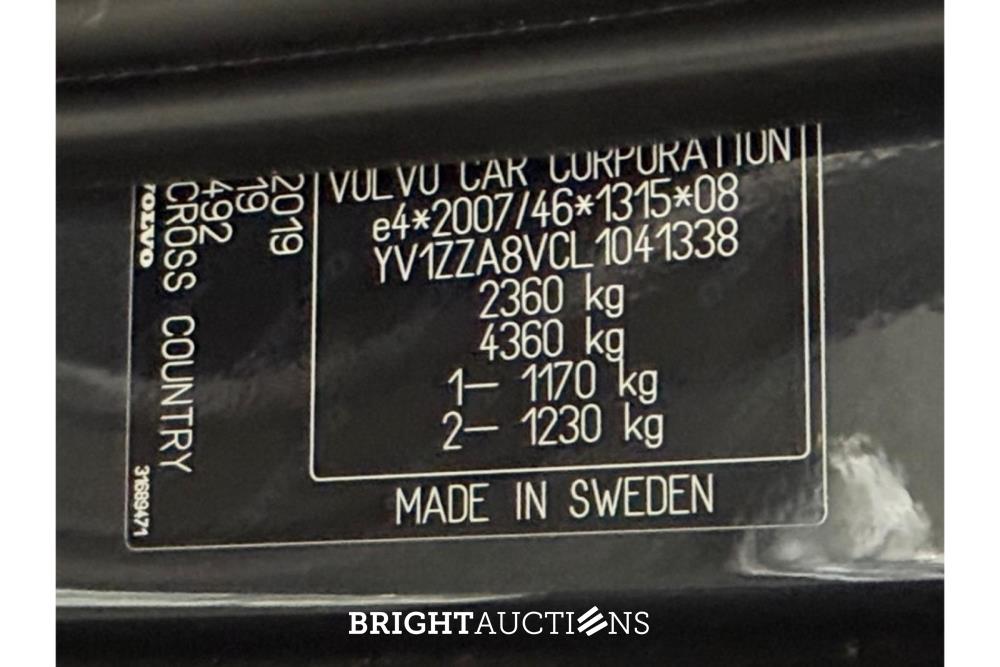 VOLVO CAR CORPORATION
e4*2007/46*1315*08
YV1ZZA8VCL1041338
2360 kg
4360 kg
1– 1170 kg
2– 1230 kg
MADE IN SWEDEN
2019
19
492
CROSS COUNTRY
VOLVO
31689471
BRIGHTAUCTIONS